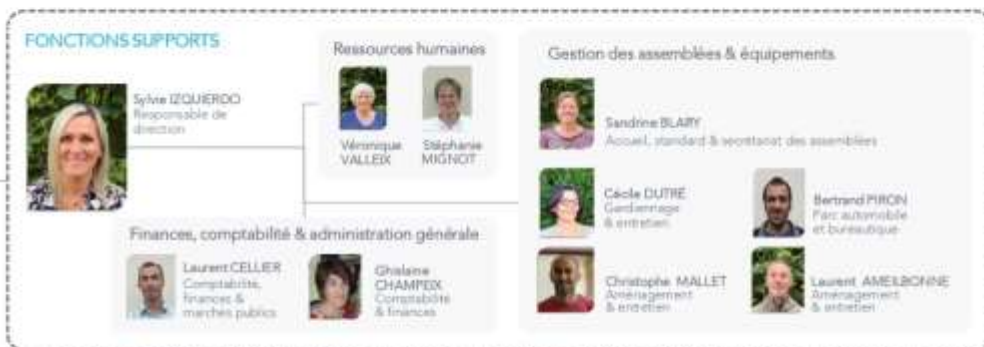 FONCTIONS SUPPORTS
Sylvie IZQUIERDO
Responsable de
direction
Ressources humaines
Véronique
VALLEIX
Stéphanie
MIGNOT
Finances, comptabilité & administration générale
Laurent CELLIER
Comptabilité,
finances &
marchés publics
Ghislaine
CHAMPEIX
Comptabilité
& finances
Gestion des assemblées & équipements
Sandrine BLARY
Accueil, standard & secrétariat des assemblées
Cécile DUTRE
Gardiennage
& entretien
Bertrand PIRON
Parc automobile
et bureautique
Christophe MALLET
Aménagement
& entretien
Laurent AMEILBONNE
Aménagement
& entretien